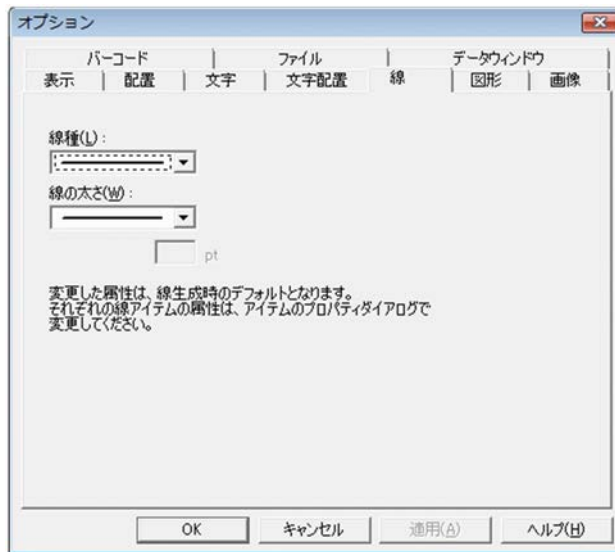 オプション
バーコード ファイル データウィンドウ
表示 配置 文字 文字配置 線 図形 画像
線種(L):
線の太さ(W):
pt
変更した属性は、線生成時のデフォルトとなります。
それぞれの線アイテムの属性は、アイテムのプロパティダイアログで
変更してください。
OK キャンセル 適用(A) ヘルプ(H)